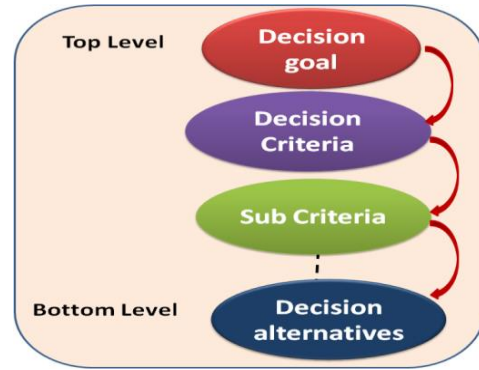 Top Level
Decision
goal
Decision
Criteria
Sub Criteria
Bottom Level
Decision
alternatives